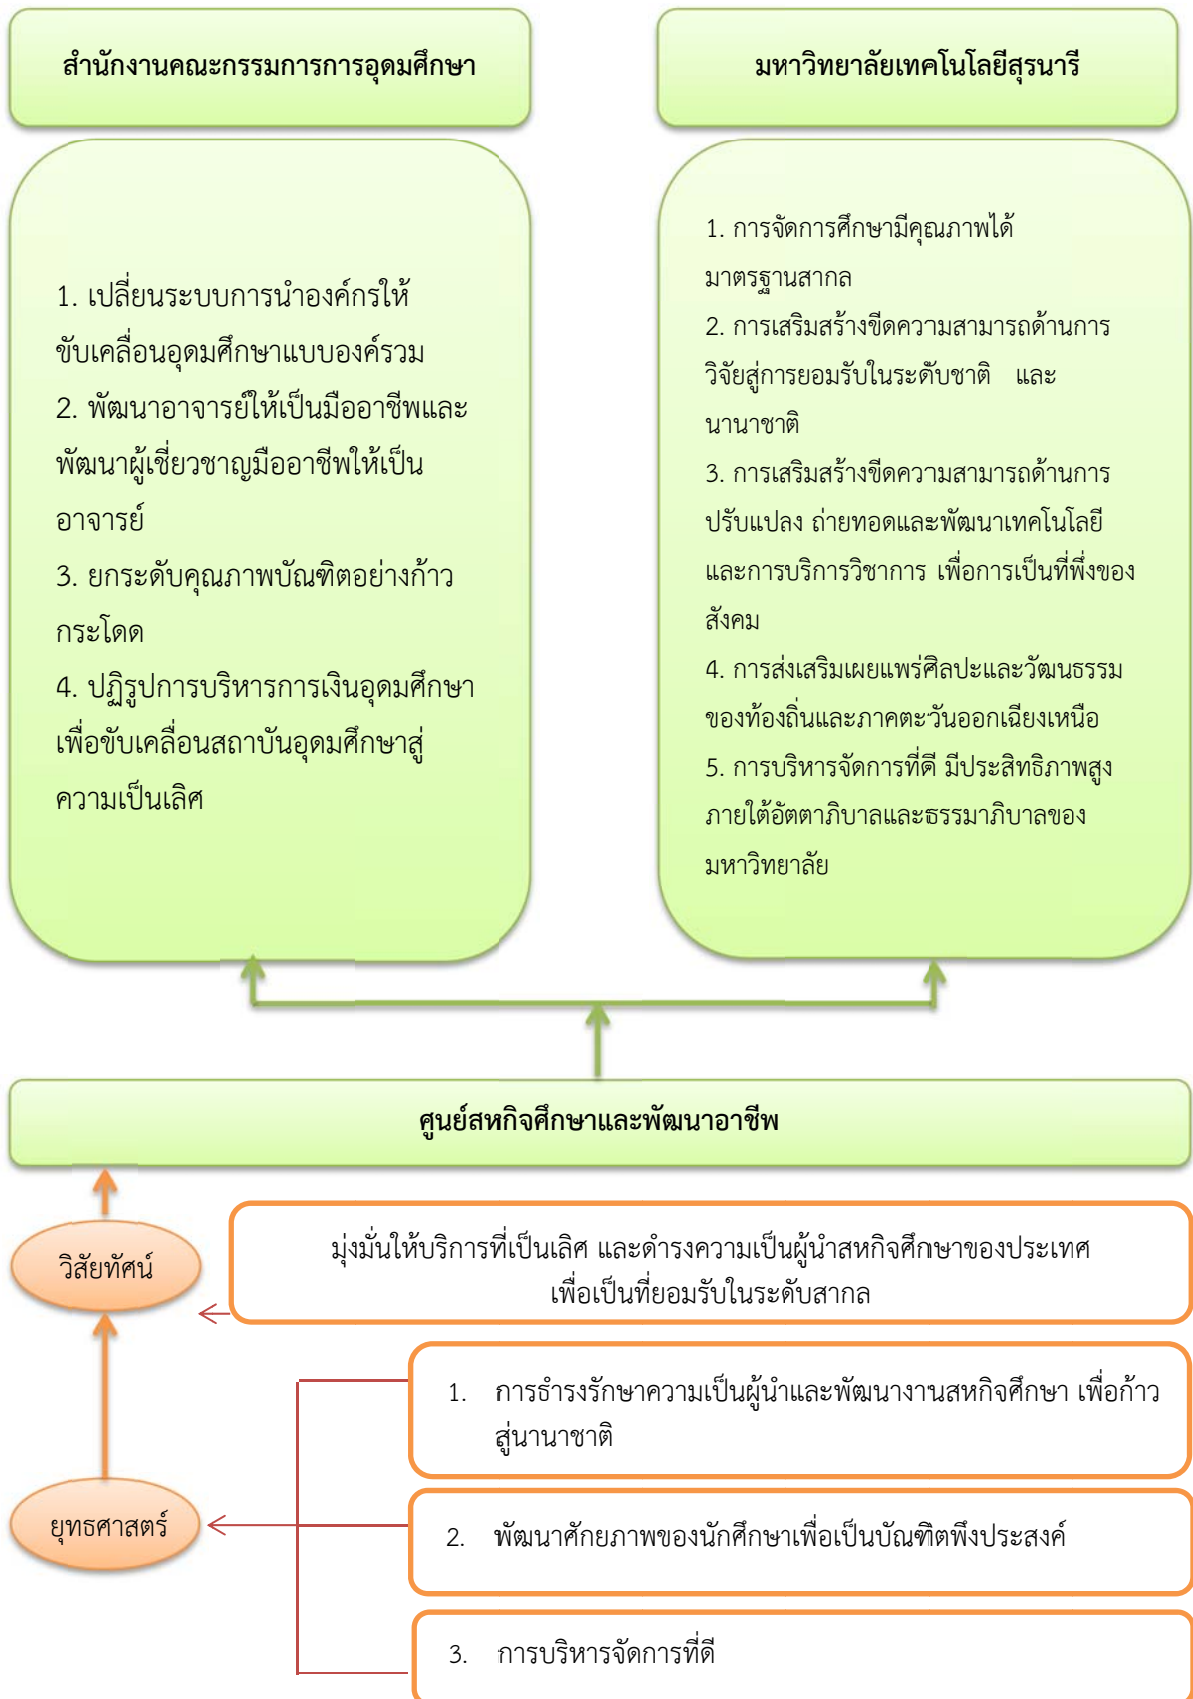 สำนักงานคณะกรรมการการอุดมศึกษา
1. เปลี่ยนระบบการนำองค์กรให้
ขับเคลื่อนอุดมศึกษาแบบองค์รวม
2. พัฒนาอาจารย์ให้เป็นมืออาชีพและ
พัฒนาผู้เชี่ยวชาญมืออาชีพให้เป็น
อาจารย์
3. ยกระดับคุณภาพบัณฑิตอย่างก้าว
กระโดด
4. ปฏิรูปการบริหารการเงินอุดมศึกษา
เพื่อขับเคลื่อนสถาบันอุดมศึกษาสู่
ความเป็นเลิศ
มหาวิทยาลัยเทคโนโลยีสุรนารี
1. การจัดการศึกษามีคุณภาพได้
มาตรฐานสากล
2. การเสริมสร้างขีดความสามารถด้านการ
วิจัยสู่การยอมรับในระดับชาติ และ
นานาชาติ
3. การเสริมสร้างขีดความสามารถด้านการ
ปรับแปลง ถ่ายทอดและพัฒนาเทคโนโลยี
และการบริการวิชาการ เพื่อการเป็นที่พึ่งของ
สังคม
4. การส่งเสริมเผยแพร่ศิลปะและวัฒนธรรม
ของท้องถิ่นและภาคตะวันออกเฉียงเหนือ
5. การบริหารจัดการที่ดี มีประสิทธิภาพสูง
ภายใต้อัตตาภิบาลและธรรมาภิบาลของ
มหาวิทยาลัย
ศูนย์สหกิจศึกษาและพัฒนาอาชีพ
วิสัยทัศน์
มุ่งมั่นให้บริการที่เป็นเลิศ และดำรงความเป็นผู้นำสหกิจศึกษาของประเทศ
เพื่อเป็นที่ยอมรับในระดับสากล
ยุทธศาสตร์
1. การธำรงรักษาความเป็นผู้นำและพัฒนางานสหกิจศึกษา เพื่อก้าว
สู่นานาชาติ
2. พัฒนาศักยภาพของนักศึกษาเพื่อเป็นบัณฑิตพึงประสงค์
3. การบริหารจัดการที่ดี